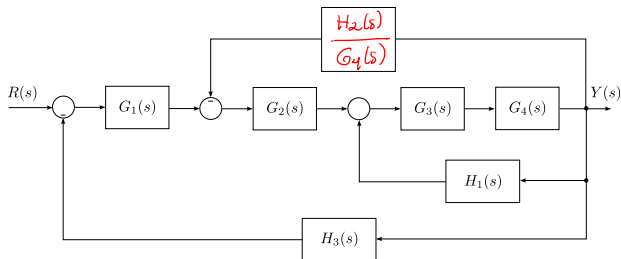 H₂(s)
G₄(s)
R(s)
-
G₁(s)
-
G₂(s)
G₃(s)
G₄(s)
Y(s)
H₁(s)
H₃(s)